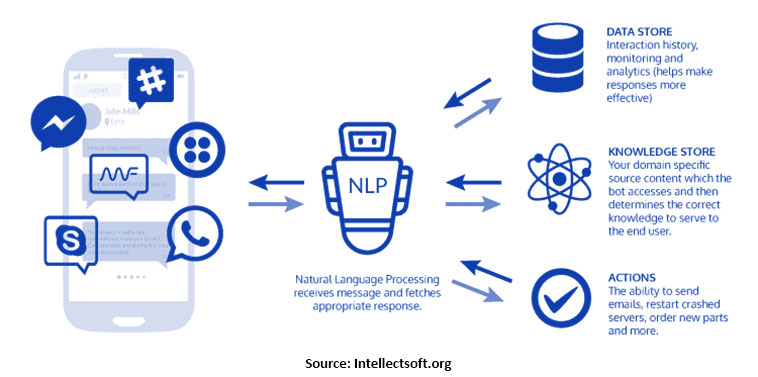 John Mills
NLP
Natural Language Processing
receives message and fetches
appropriate response.
DATA STORE
Interaction history,
monitoring and
analytics (helps make
responses more
effective)
KNOWLEDGE STORE
Your domain specific
source content which the
bot accesses and then
determines the correct
knowledge to serve to
the end user.
ACTIONS
The ability to send
emails, restart crashed
servers, order new parts
and more.
Source: Intellectsoft.org